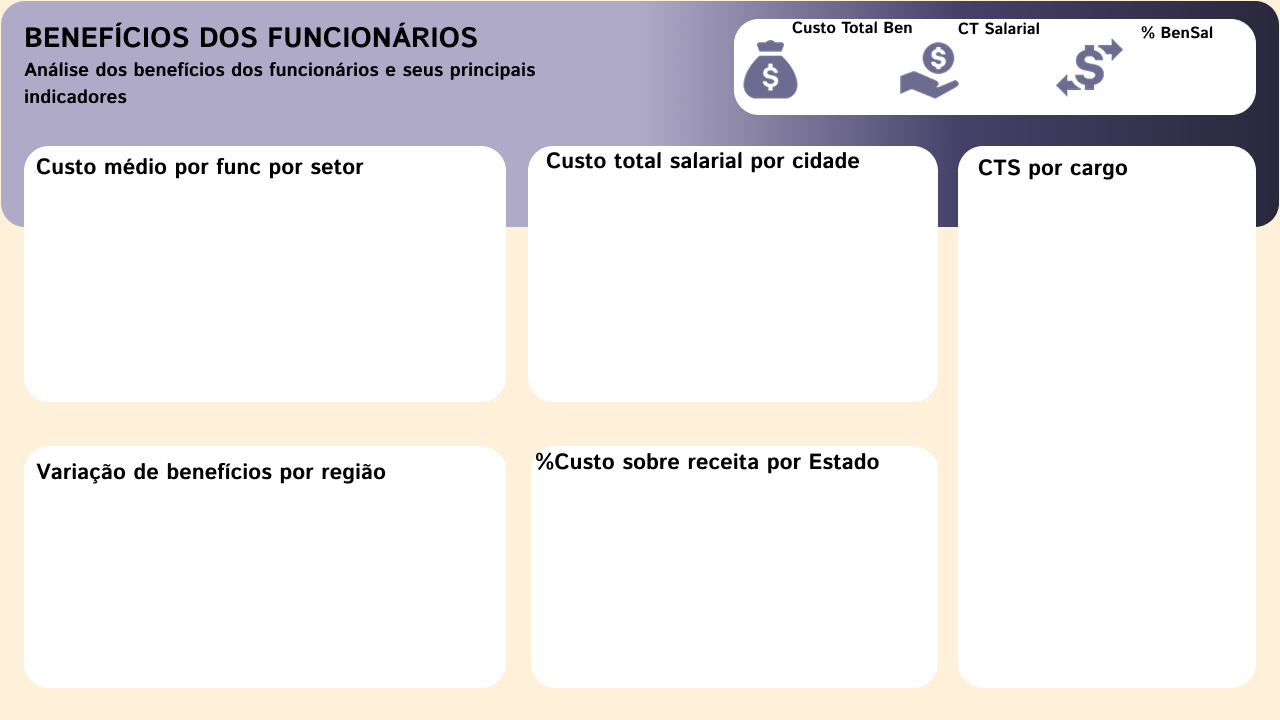 BENEFÍCIOS DOS FUNCIONÁRIOS
Análise dos benefícios dos funcionários e seus principais
indicadores
Custo Total Ben
CT Salarial
% BenSal
$
$
$
Custo médio por func por setor
Custo total salarial por cidade
CTS por cargo
Variação de benefícios por região
%Custo sobre receita por Estado